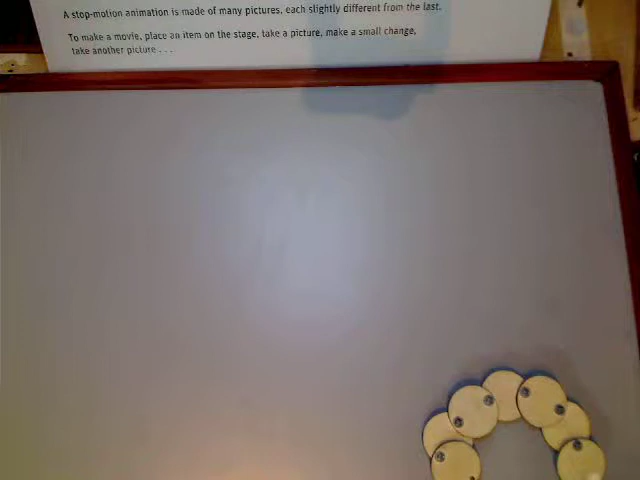 A stop-motion animation is made of many pictures, each slightly different from the last.
To make a movie, place an item on the stage, take a picture, make a small change,
take another picture . . .